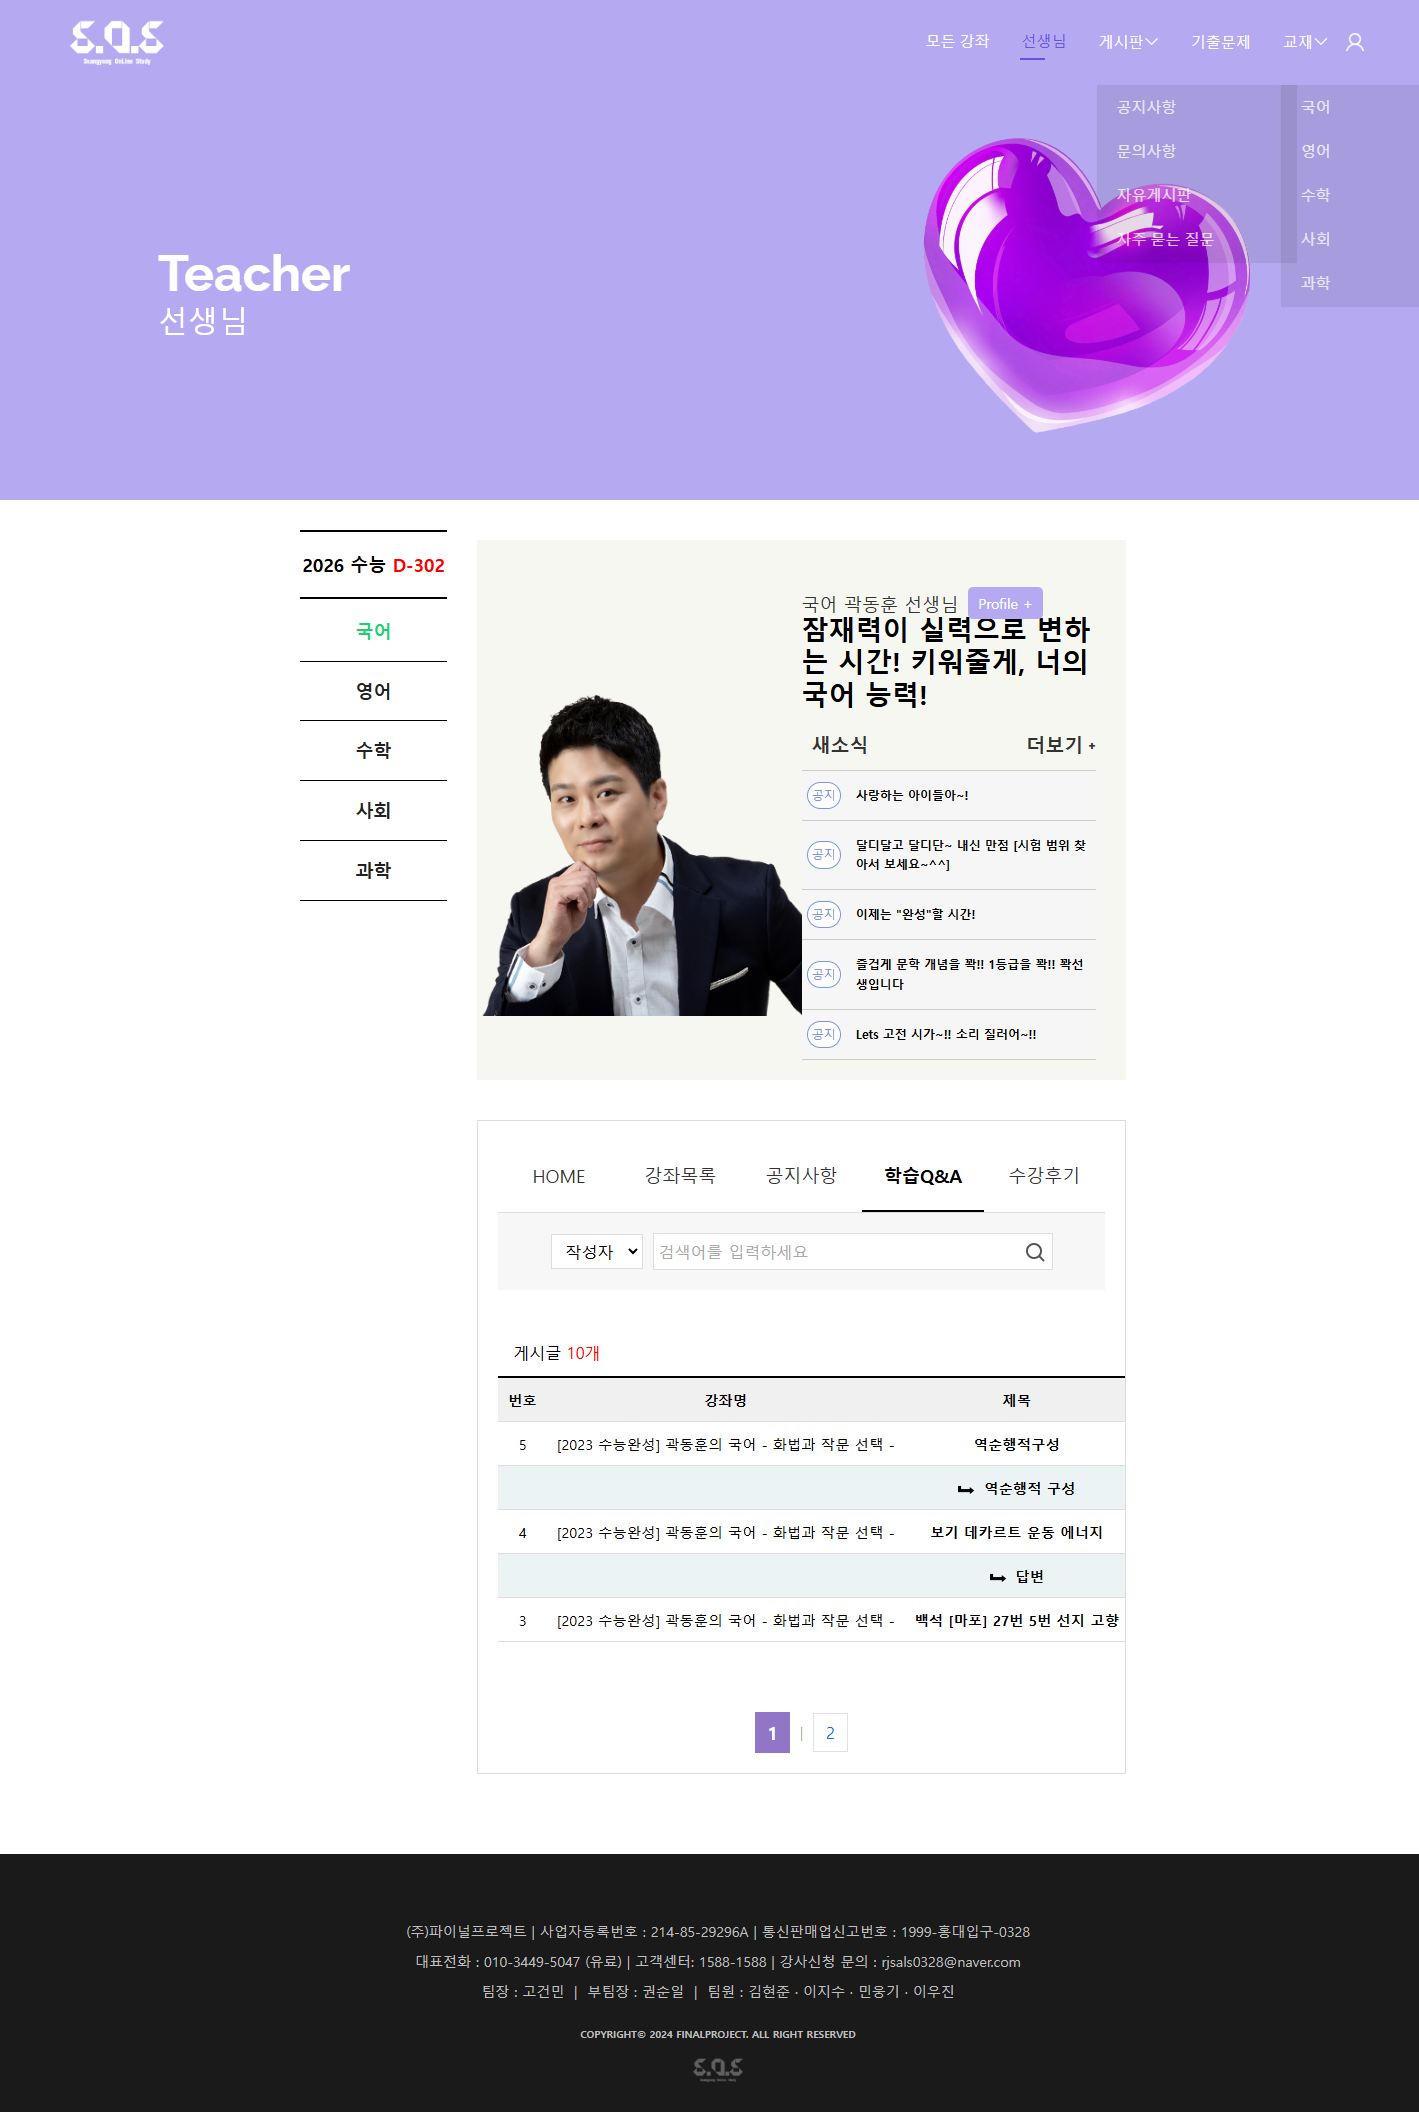 S.O.S
Ssangyong OnLine Study
모든 강좌
선생님
게시판
기출문제
교재
공지사항
문의사항
자유게시판
자주 묻는 질문
국어
영어
수학
사회
과학
Teacher
선생님
2026 수능 D-302
국어
영어
수학
사회
과학
국어 곽동훈 선생님 Profile +
잠재력이 실력으로 변하
는 시간! 키워줄게, 너의
국어 능력!
새소식 더보기 +
공지 사랑하는 아이들아~!
공지 달디달고 달디단~ 내신 만점 [시험 범위 찾
아서 보세요~^^]
공지 이제는 "완성"할 시간!
공지 즐겁게 문학 개념을 꽉!! 1등급을 꽉!! 꽉선
생입니다
공지 Lets 고전 시가~!! 소리 질러어~!!
HOME 강좌목록 공지사항 학습Q&A 수강후기
작성자 검색어를 입력하세요
게시글 10개
번호 강좌명 제목
5 [2023 수능완성] 곽동훈의 국어 - 화법과 작문 선택 - 역순행적구성
역순행적 구성
4 [2023 수능완성] 곽동훈의 국어 - 화법과 작문 선택 - 보기 데카르트 운동 에너지
답변
3 [2023 수능완성] 곽동훈의 국어 - 화법과 작문 선택 - 백석 [마포] 27번 5번 선지 고향
1 | 2
(주)파이널프로젝트 | 사업자등록번호 : 214-85-29296A | 통신판매업신고번호 : 1999-홍대입구-0328
대표전화 : 010-3449-5047 (유료) | 고객센터: 1588-1588 | 강사신청 문의 : rjsals0328@naver.com
팀장 : 고건민 | 부팀장 : 권순일 | 팀원 : 김현준 · 이지수 · 민웅기 · 이우진
COPYRIGHT© 2024 FINALPROJECT. ALL RIGHT RESERVED
S.O.S